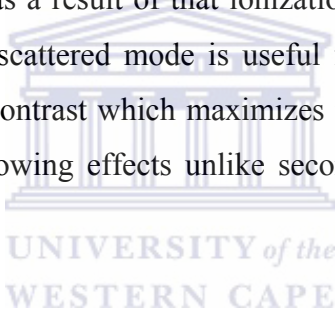 as a result of that ionizatio
scattered mode is useful
ontrast which maximizes
owing effects unlike seco
UNIVERSITY of the
WESTERN CAPE